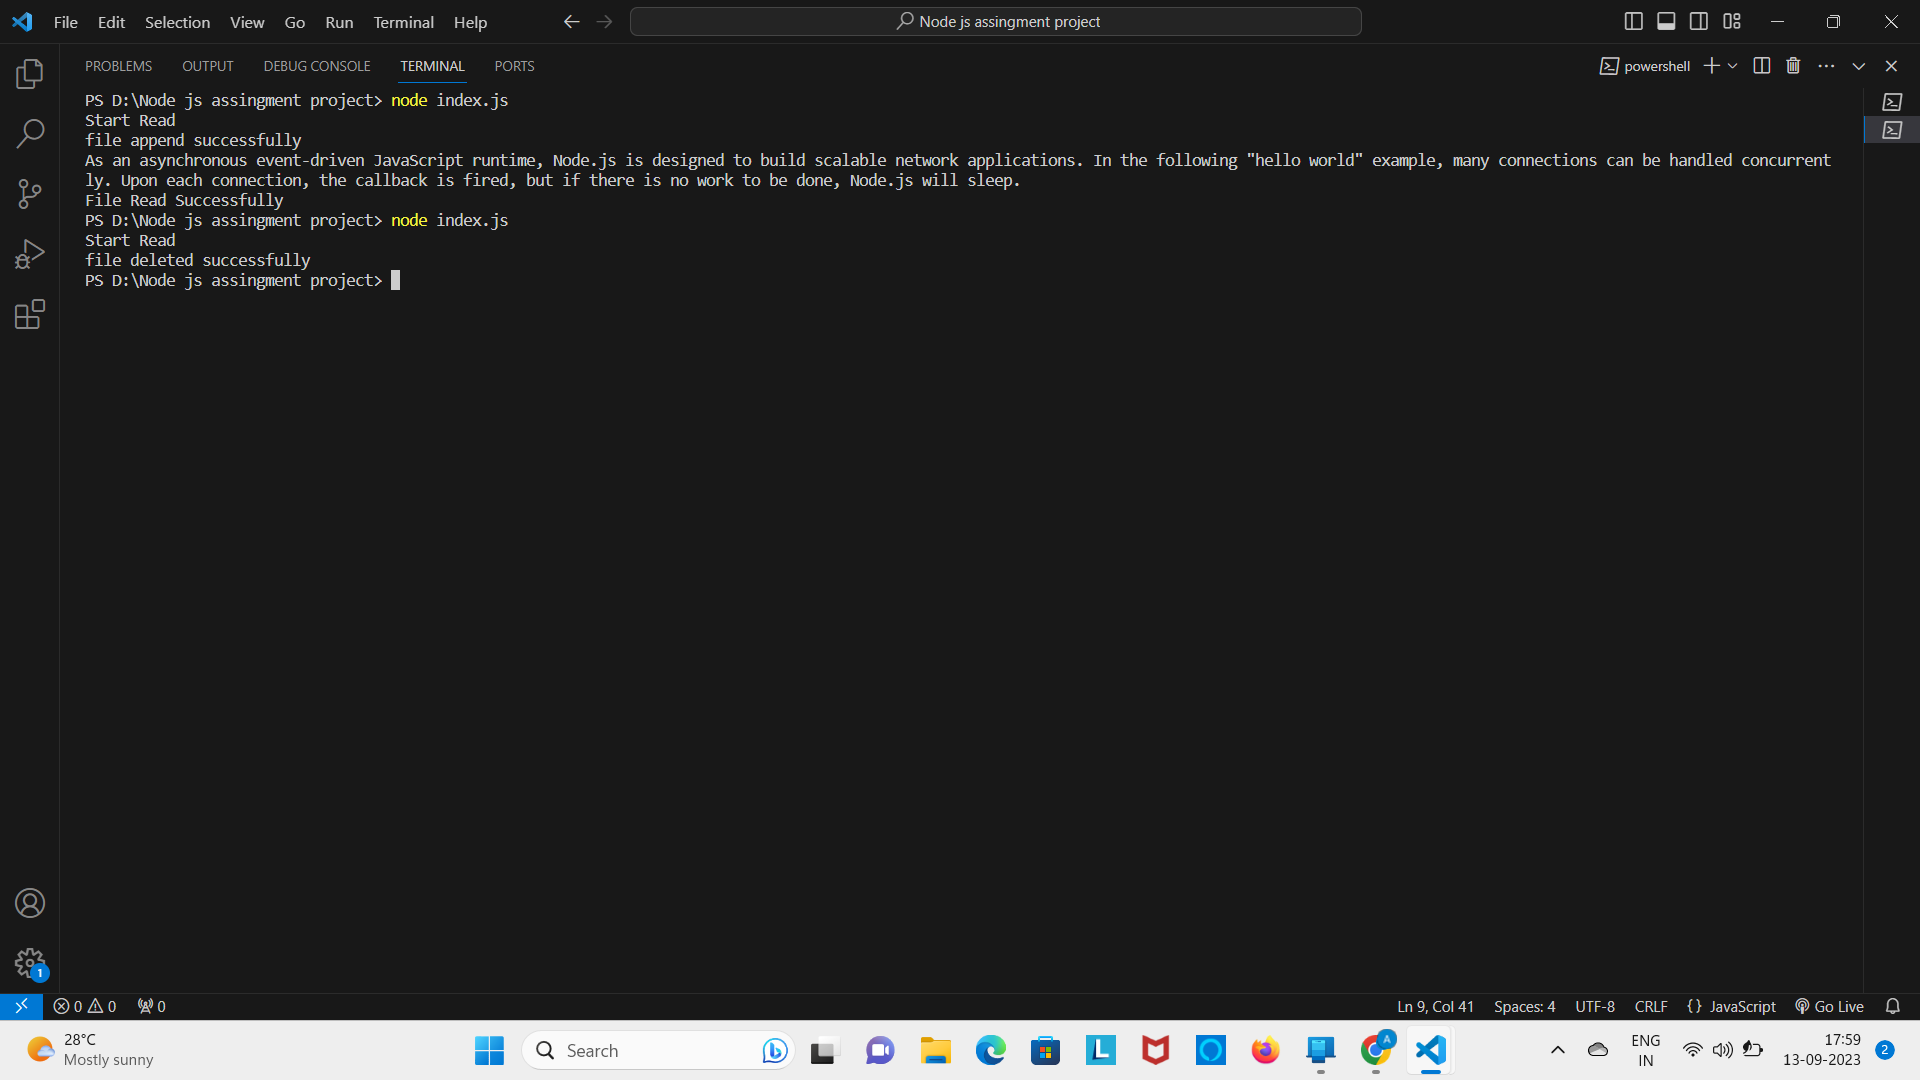 File Edit Selection View Go Run Terminal Help
Node js assingment project
PROBLEMS OUTPUT DEBUG CONSOLE TERMINAL PORTS
powershell
PS D:\Node js assingment project> node index.js
Start Read
file append successfully
As an asynchronous event-driven JavaScript runtime, Node.js is designed to build scalable network applications. In the following "hello world" example, many connections can be handled concurrent
ly. Upon each connection, the callback is fired, but if there is no work to be done, Node.js will sleep.
File Read Successfully
PS D:\Node js assingment project> node index.js
Start Read
file deleted successfully
PS D:\Node js assingment project>
1
0 0 0
Ln 9, Col 41 Spaces: 4 UTF-8 CRLF {} JavaScript Go Live
28°C
Mostly sunny
Search
L
A
ENG
IN
17:59
13-09-2023
2